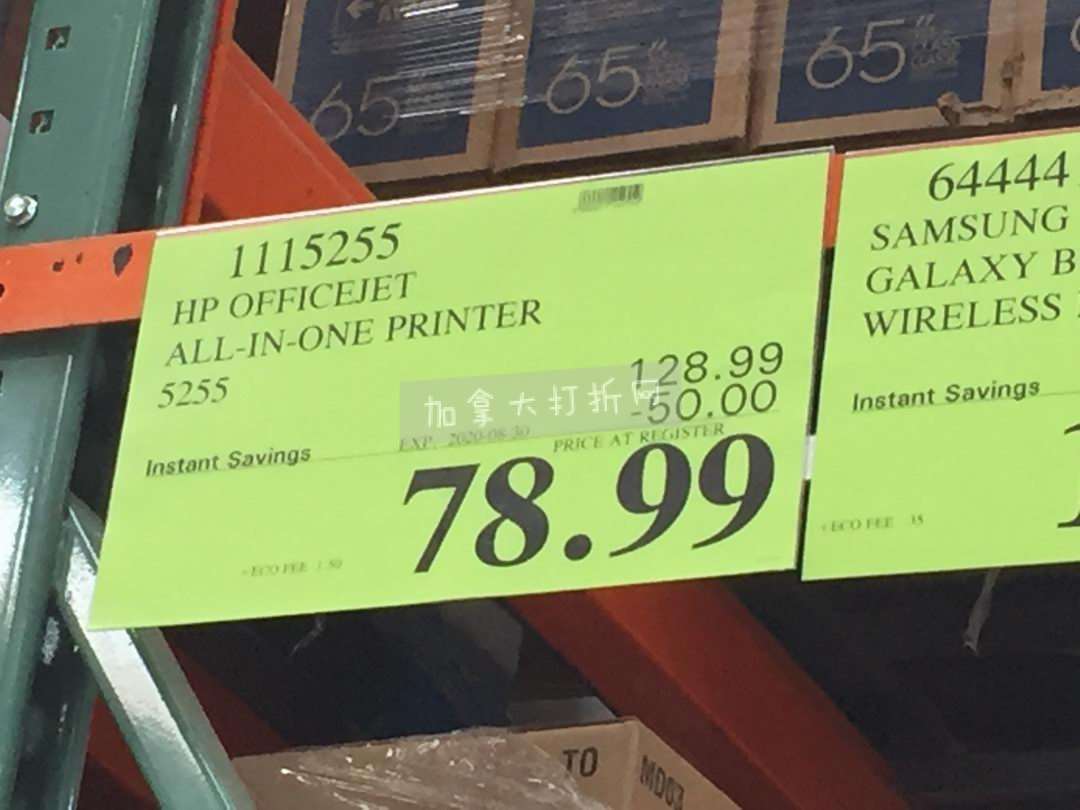 65"
65"
65"
1115255
HP OFFICEJET
ALL-IN-ONE PRINTER
5255
128.99
-50.00
加拿大打折网
EXP. 2020-08-30
PRICE AT REGISTER
Instant Savings
78.99
+ECO FEE 1.50
64444
SAMSUNG
GALAXY B
WIRELESS
Instant Savings
+ECO FEE .35
TO
MD03